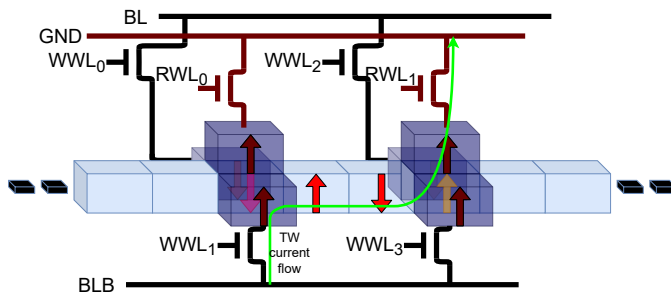 BL
GND
WWL0
RWL0
WWL2
RWL1
WWL1
TW
current
flow
WWL3
BLB